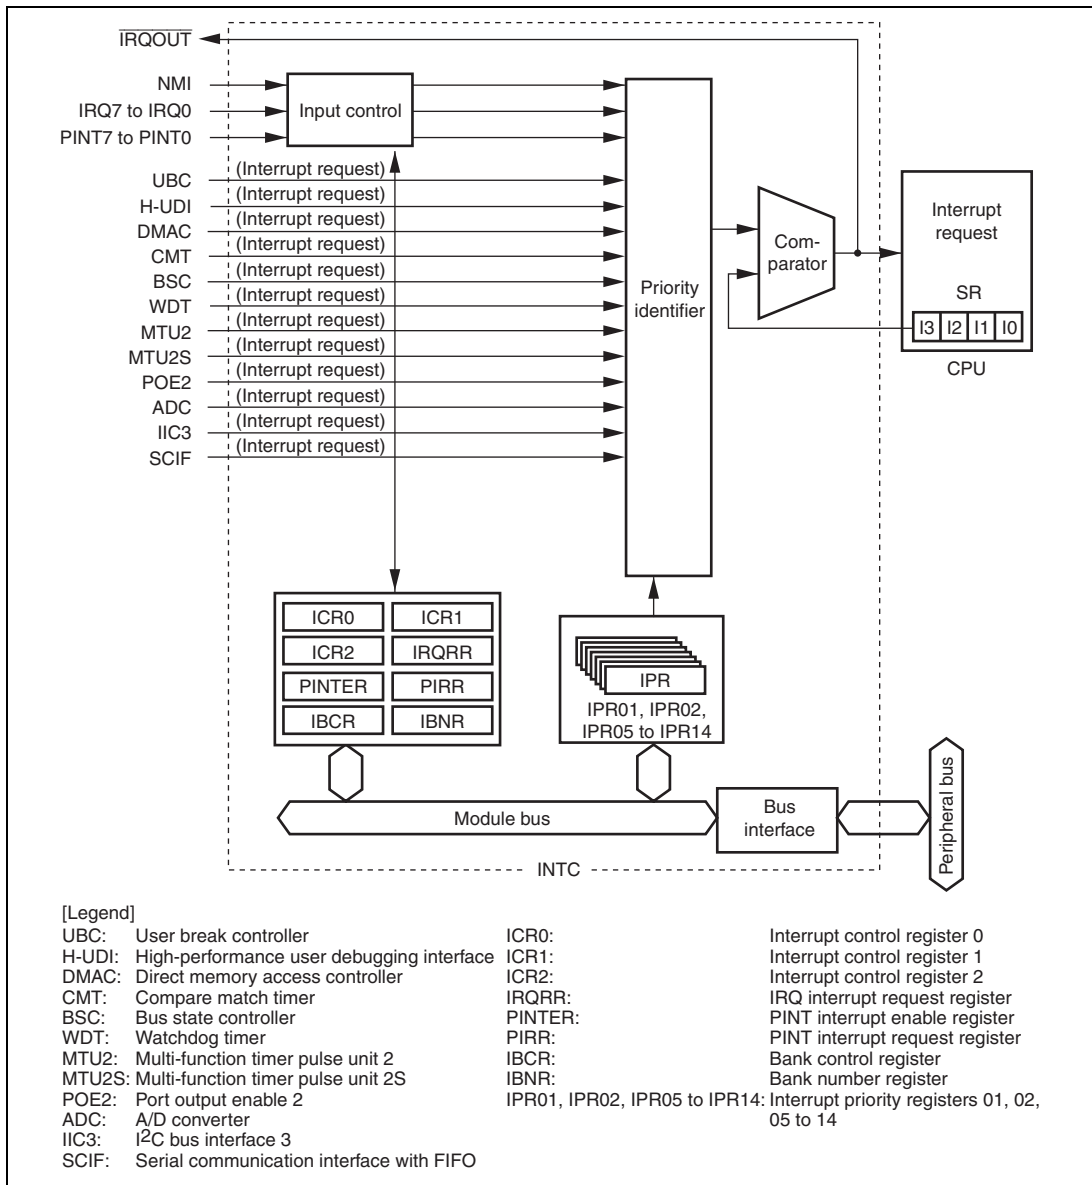 IRQOUT
NMI
IRQ7 to IRQ0
PINT7 to PINT0
Input control
UBC
(Interrupt request)
H-UDI
(Interrupt request)
DMAC
(Interrupt request)
CMT
(Interrupt request)
BSC
(Interrupt request)
WDT
(Interrupt request)
MTU2
(Interrupt request)
MTU2S
(Interrupt request)
POE2
(Interrupt request)
ADC
(Interrupt request)
IIC3
(Interrupt request)
SCIF
(Interrupt request)
Priority
identifier
Com-
parator
Interrupt
request
SR
I3 I2 I1 I0
CPU
ICR0 ICR1
ICR2 IRQRR
PINTER PIRR
IBCR IBNR
IPR
IPR01, IPR02,
IPR05 to IPR14
Module bus
Bus
interface
Peripheral bus
INTC
[Legend]
UBC: User break controller
H-UDI: High-performance user debugging interface
DMAC: Direct memory access controller
CMT: Compare match timer
BSC: Bus state controller
WDT: Watchdog timer
MTU2: Multi-function timer pulse unit 2
MTU2S: Multi-function timer pulse unit 2S
POE2: Port output enable 2
ADC: A/D converter
IIC3: I2C bus interface 3
SCIF: Serial communication interface with FIFO
ICR0: Interrupt control register 0
ICR1: Interrupt control register 1
ICR2: Interrupt control register 2
IRQRR: IRQ interrupt request register
PINTER: PINT interrupt enable register
PIRR: PINT interrupt request register
IBCR: Bank control register
IBNR: Bank number register
IPR01, IPR02, IPR05 to IPR14: Interrupt priority registers 01, 02,
05 to 14